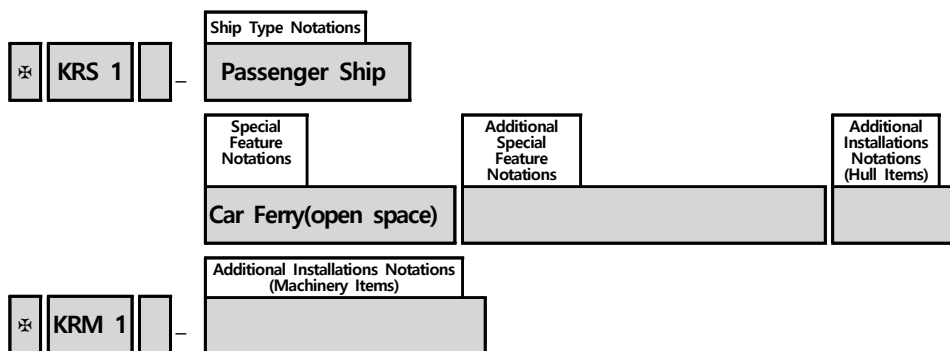 Ship Type Notations
✠ KRS 1 _ Passenger Ship
Special
Feature
Notations
Additional
Special
Feature
Notations
Additional
Installations
Notations
(Hull Items)
Car Ferry(open space)
Additional Installations Notations
(Machinery Items)
✠ KRM 1 _